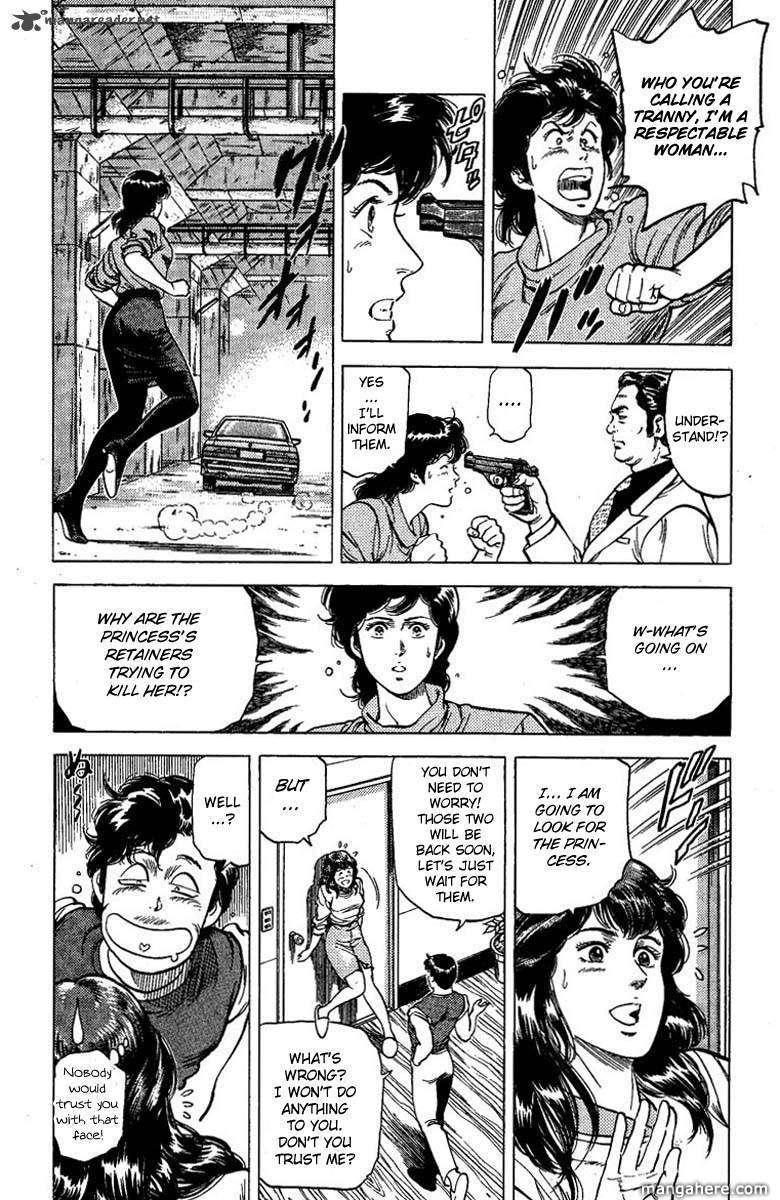 mangareader.net
WHO YOU'RE
CALLING A
TRANNY, I'M A
RESPECTABLE
WOMAN...
ピタッ
UNDER-
STAND!?
....
YES
...
I'LL
INFORM
THEM.
W-WHAT'S
GOING ON
...
WHY ARE THE
PRINCESS'S
RETAINERS
TRYING TO
KILL HER!?
I... I AM
GOING TO
LOOK FOR
THE PRIN-
CESS.
YOU DON'T
NEED TO
WORRY!
THOSE TWO
WILL BE
BACK SOON,
LET'S JUST
WAIT FOR
THEM.
BUT
...
WHAT'S
WRONG?
I WON'T DO
ANYTHING
TO YOU.
DON'T YOU
TRUST ME?
WELL
...?
Nobody
would
trust you
with that
face!
mangahere.com